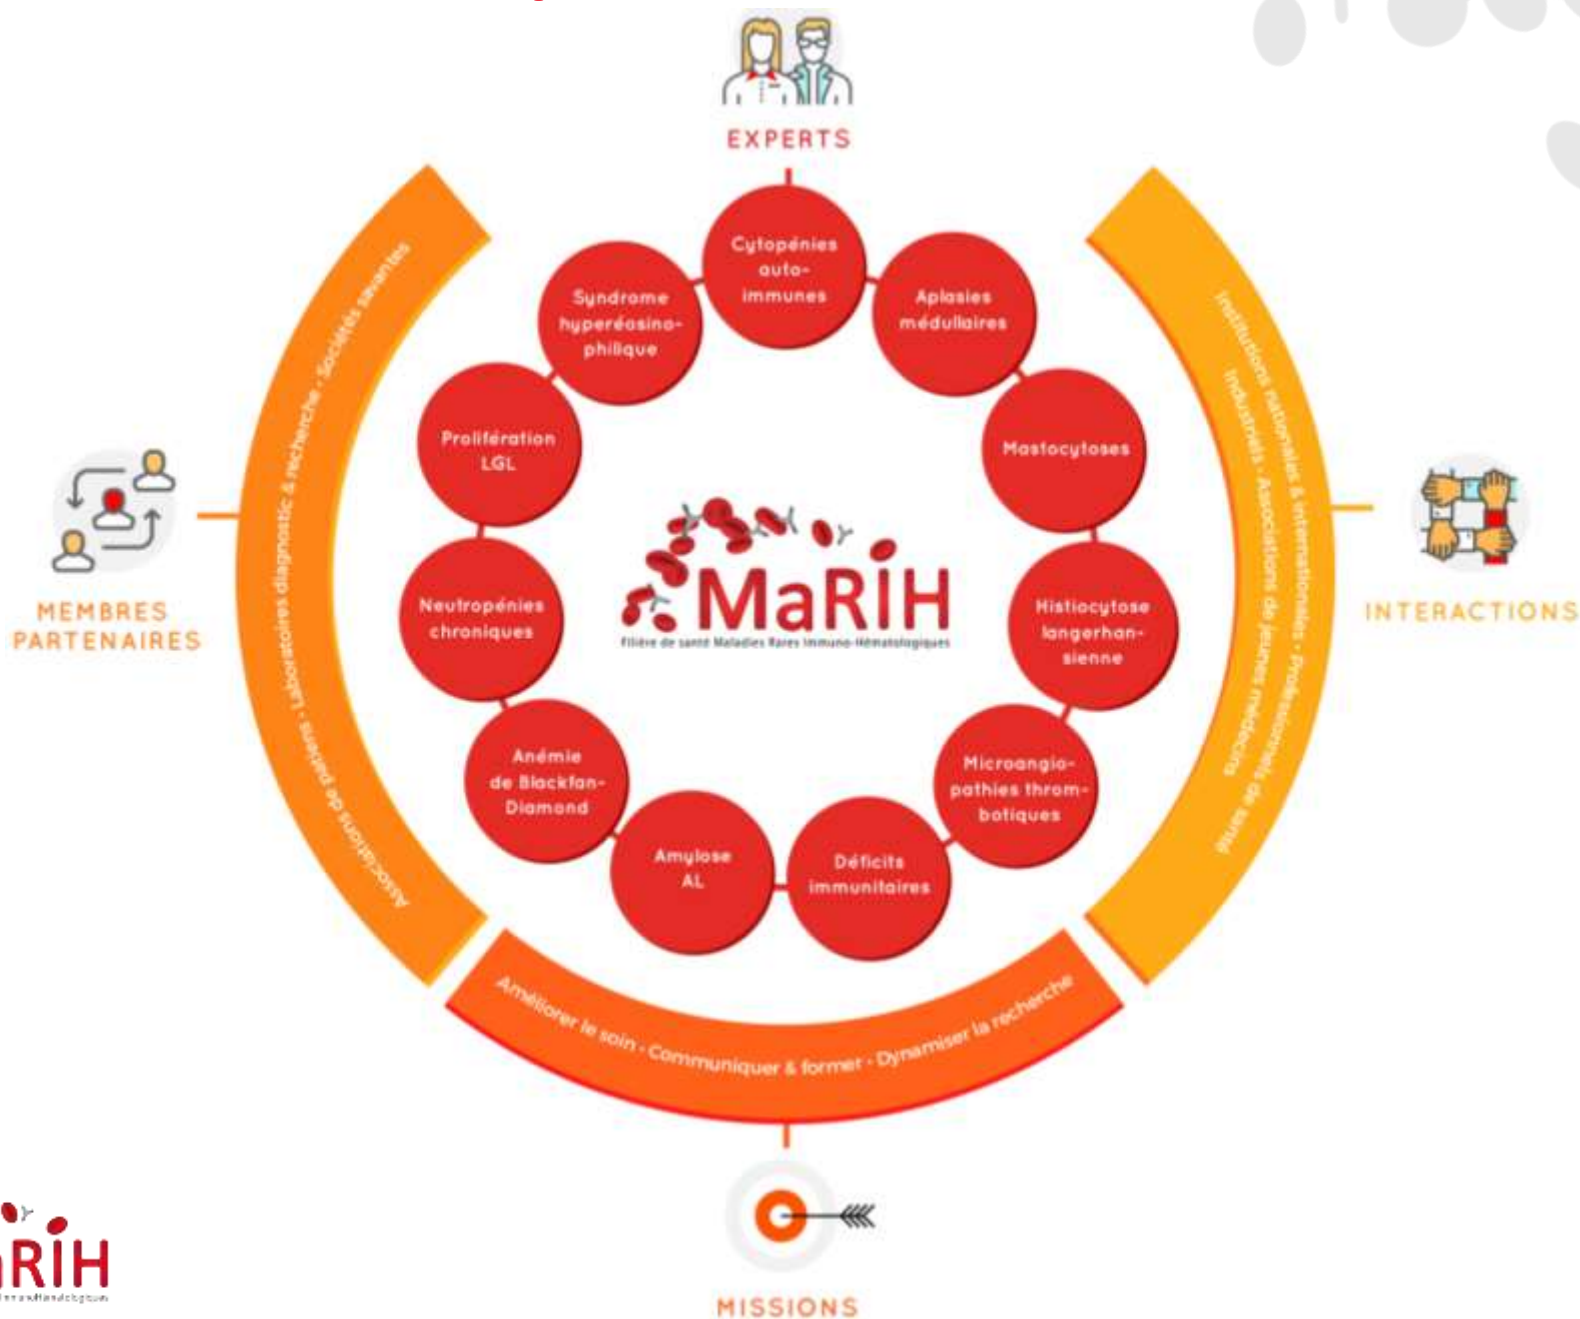 EXPERTS
Cytopénies
auto-
immunes
Aplasies
médullaires
Mastocytoses
Histiocytose
langerhan-
sienne
Microangio-
pathies throm-
botiques
Déficits
immunitaires
Amylose
AL
Anémie
de Blackfan-
Diamond
Neutropénies
chroniques
Prolifération
LGL
Syndrome
hyperéosino-
philique
MaRIH
Filière de santé Maladies Rares Immuno-Hématologiques
MEMBRES
PARTENAIRES
Associations de patiens • Laboratoires diagnostic & recherche • Sociétés savantes
Institutions nationales & internationales • Professionnels de santé
Industriels • Associations de jeunes médecins
INTERACTIONS
Améliorer le soin • Communiquer & former • Dynamiser la recherche
MISSIONS
aRIH